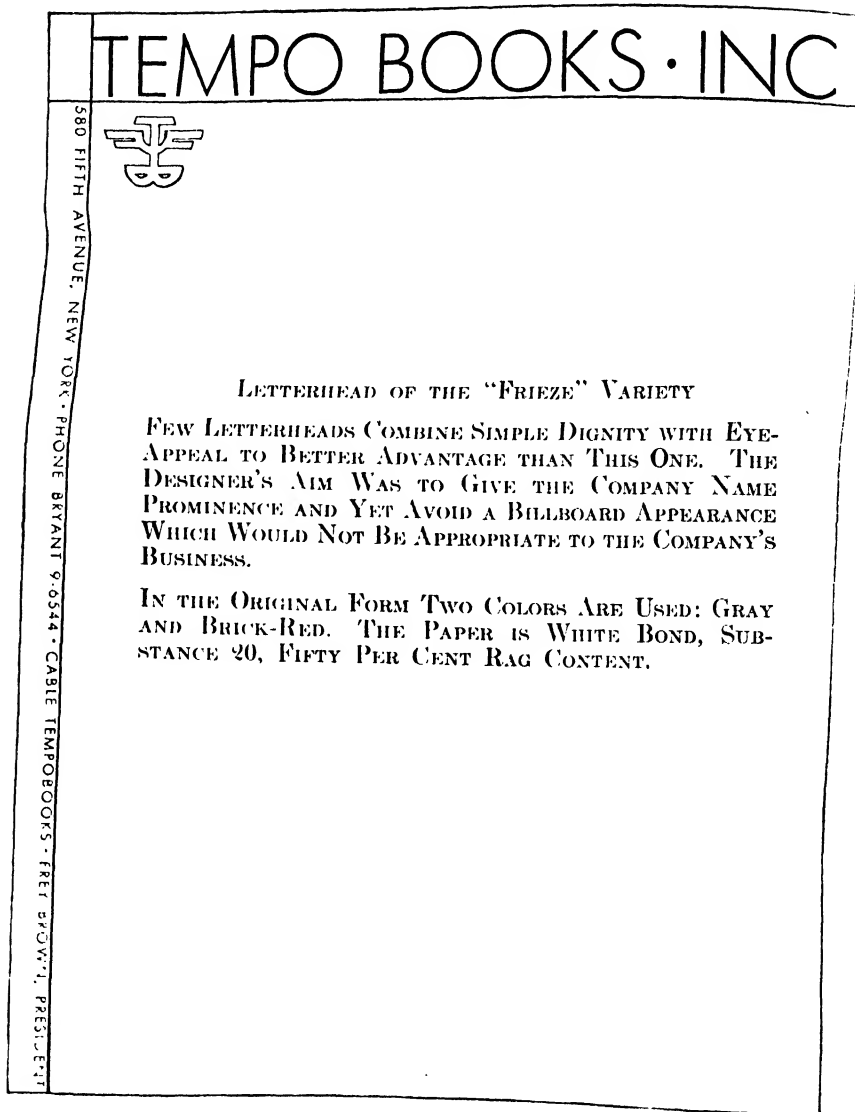 TEMPO BOOKS · INC
580 FIFTH AVENUE, NEW YORK · PHONE BRYANT 9-6544 · CABLE TEMPOBOOKS · FREY BROWN, PRESIDENT
LETTERHEAD OF THE “FRIEZE” VARIETY
FEW LETTERHEADS COMBINE SIMPLE DIGNITY WITH EYE-
APPEAL TO BETTER ADVANTAGE THAN THIS ONE. THE
DESIGNER’S AIM WAS TO GIVE THE COMPANY NAME
PROMINENCE AND YET AVOID A BILLBOARD APPEARANCE
WHICH WOULD NOT BE APPROPRIATE TO THE COMPANY’S
BUSINESS.
IN THE ORIGINAL FORM TWO COLORS ARE USED: GRAY
AND BRICK-RED. THE PAPER IS WHITE BOND, SUB-
STANCE 20, FIFTY PER CENT RAG CONTENT.